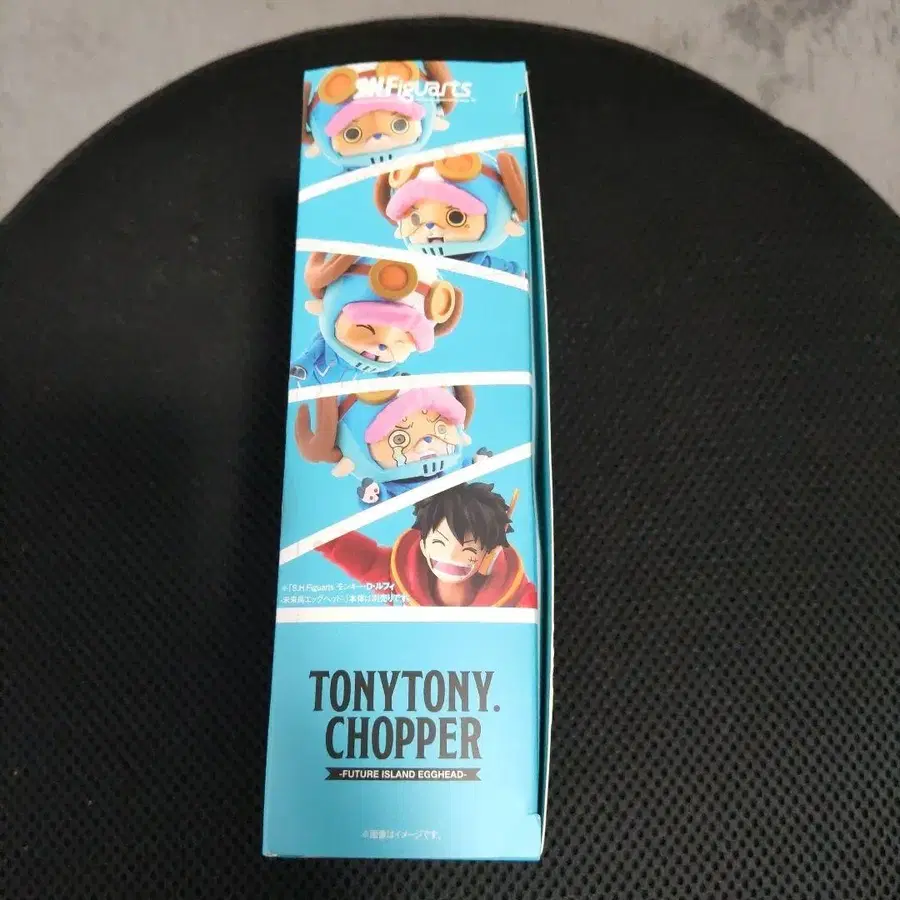 S.H.Figuarts
※「S.H.Figuarts モンキー・D・ルフィ
-未来島エッグヘッド-」本体は別売りです。
TONYTONY.
CHOPPER
-FUTURE ISLAND EGGHEAD-
※画像はイメージです。